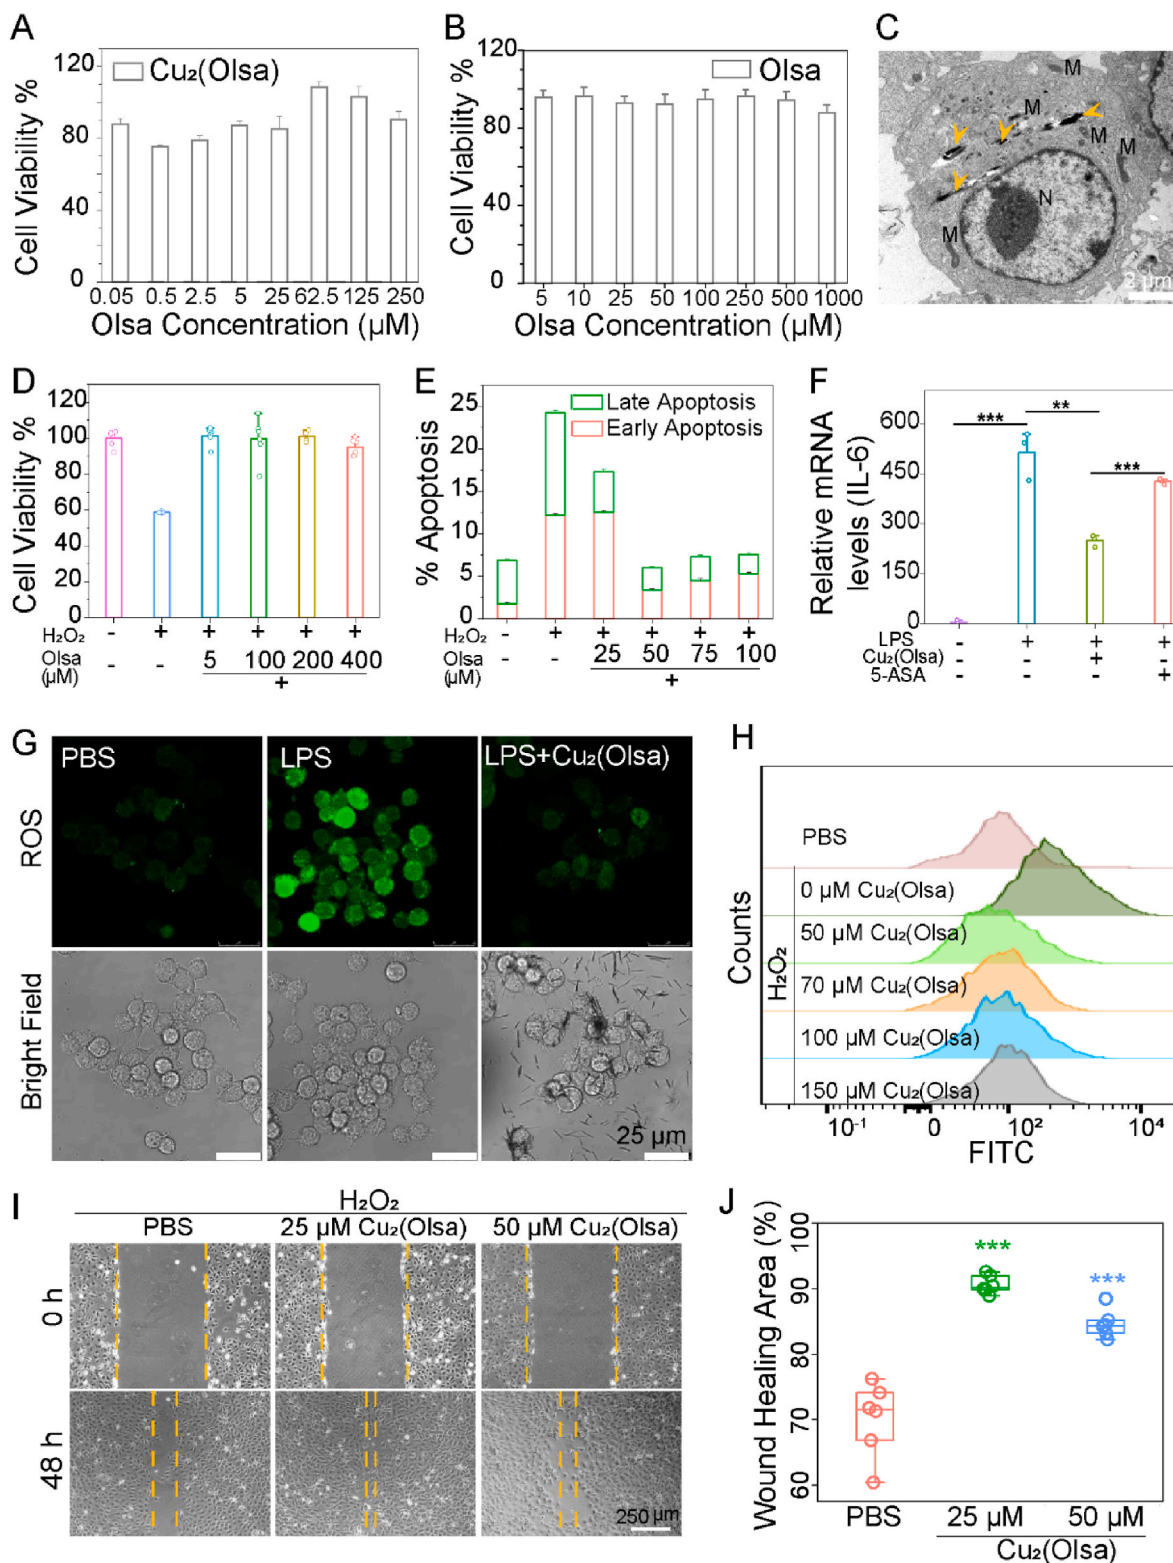 A
Cell Viability %
120
80
40
0
Cu₂(Olsa)
0.05 0.5 2.5 5 25 62.5 125 250
Olsa Concentration (µM)
B
Cell Viability %
120
80
40
0
Olsa
5 10 25 50 100 250 500 1000
Olsa Concentration (µM)
C
M
M
M
M
N
M
2 µm
D
Cell Viability %
120
100
80
60
40
20
0
H₂O₂ - + + + + +
Olsa (µM) - - 5 100 200 400
+
E
% Apoptosis
25
20
15
10
5
0
Late Apoptosis
Early Apoptosis
H₂O₂ - + + + + +
Olsa (µM) - - 25 50 75 100
+
F
Relative mRNA levels (IL-6)
600
450
300
150
0
*** ** ***
LPS - + + +
Cu₂(Olsa) - - + -
5-ASA - - - +
G
ROS
PBS LPS LPS+Cu₂(Olsa)
Bright Field
25 µm
H
Counts
H₂O₂
PBS
0 µM Cu₂(Olsa)
50 µM Cu₂(Olsa)
70 µM Cu₂(Olsa)
100 µM Cu₂(Olsa)
150 µM Cu₂(Olsa)
10⁻¹ 0 10² 10⁴
FITC
I
H₂O₂
PBS 25 µM Cu₂(Olsa) 50 µM Cu₂(Olsa)
0 h
48 h
250 µm
J
Wound Healing Area (%)
100
90
80
70
60
***
***
PBS 25 µM 50 µM
Cu₂(Olsa)